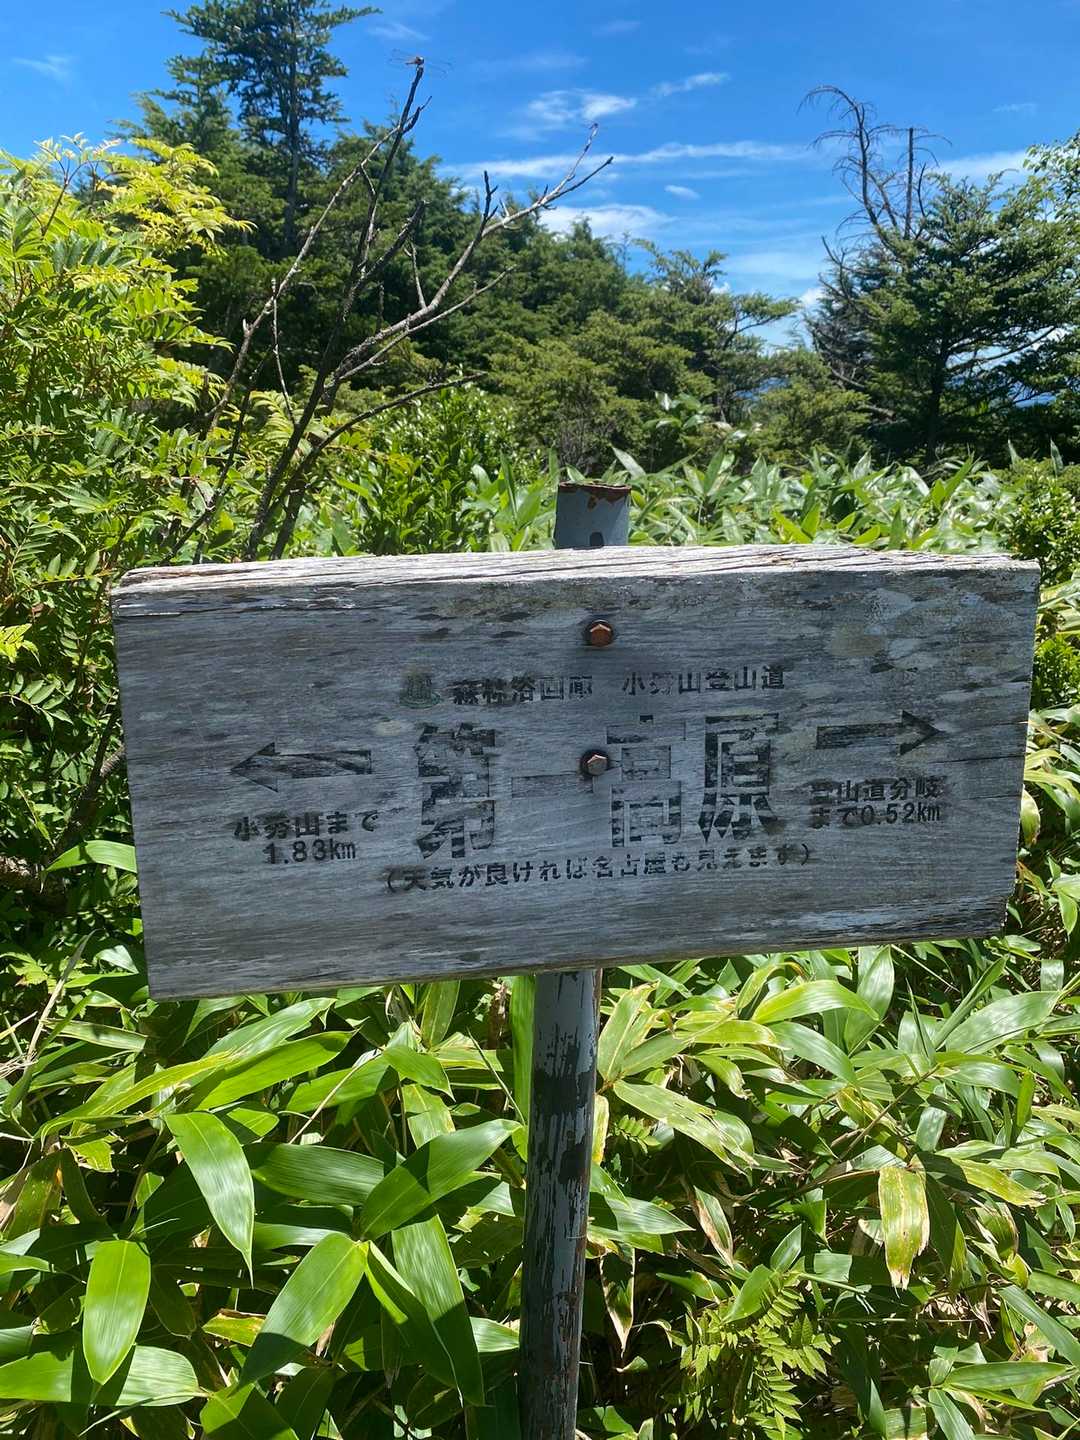 森林浴回廊 小秀山登山道
第一高原
小秀山まで
1.83km
山道分岐
まで0.52km
(天気が良ければ名古屋も見えます)